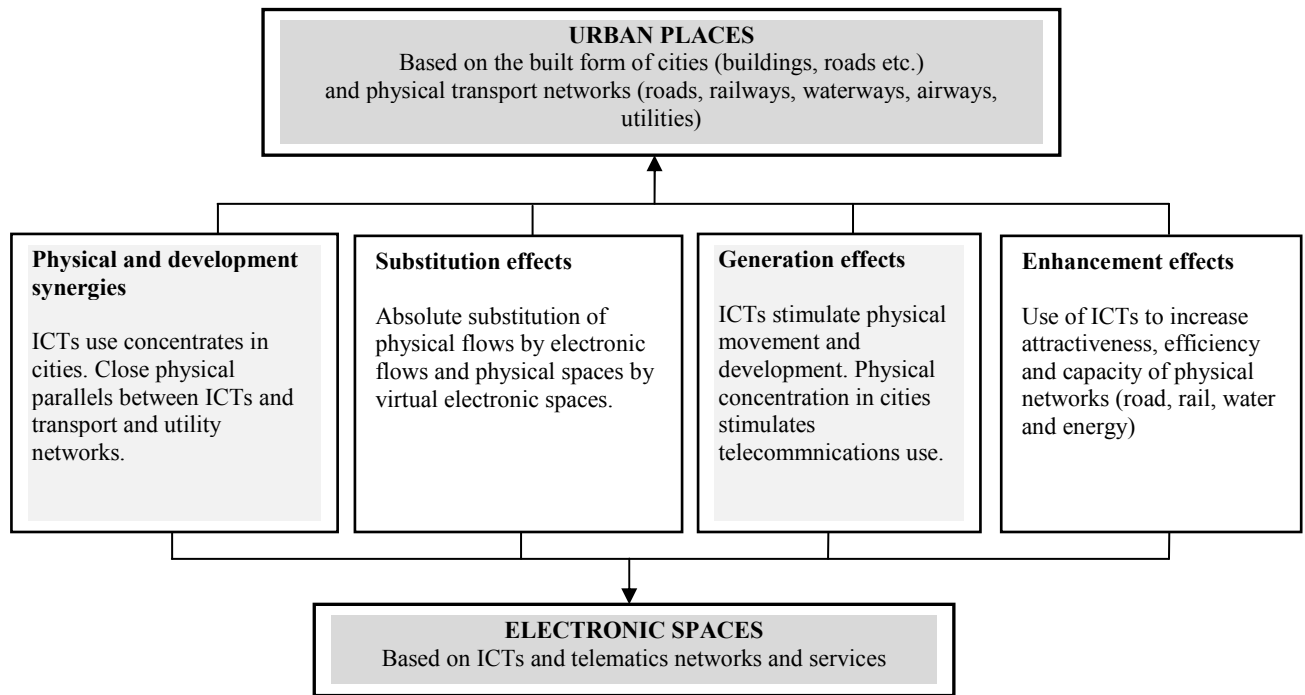 URBAN PLACES
Based on the built form of cities (buildings, roads etc.)
and physical transport networks (roads, railways, waterways, airways,
utilities)
Physical and development
synergies
ICTs use concentrates in
cities. Close physical
parallels between ICTs and
transport and utility
networks.
Substitution effects
Absolute substitution of
physical flows by electronic
flows and physical spaces by
virtual electronic spaces.
Generation effects
ICTs stimulate physical
movement and
development. Physical
concentration in cities
stimulates
telecommnications use.
Enhancement effects
Use of ICTs to increase
attractiveness, efficiency
and capacity of physical
networks (road, rail, water
and energy)
ELECTRONIC SPACES
Based on ICTs and telematics networks and services